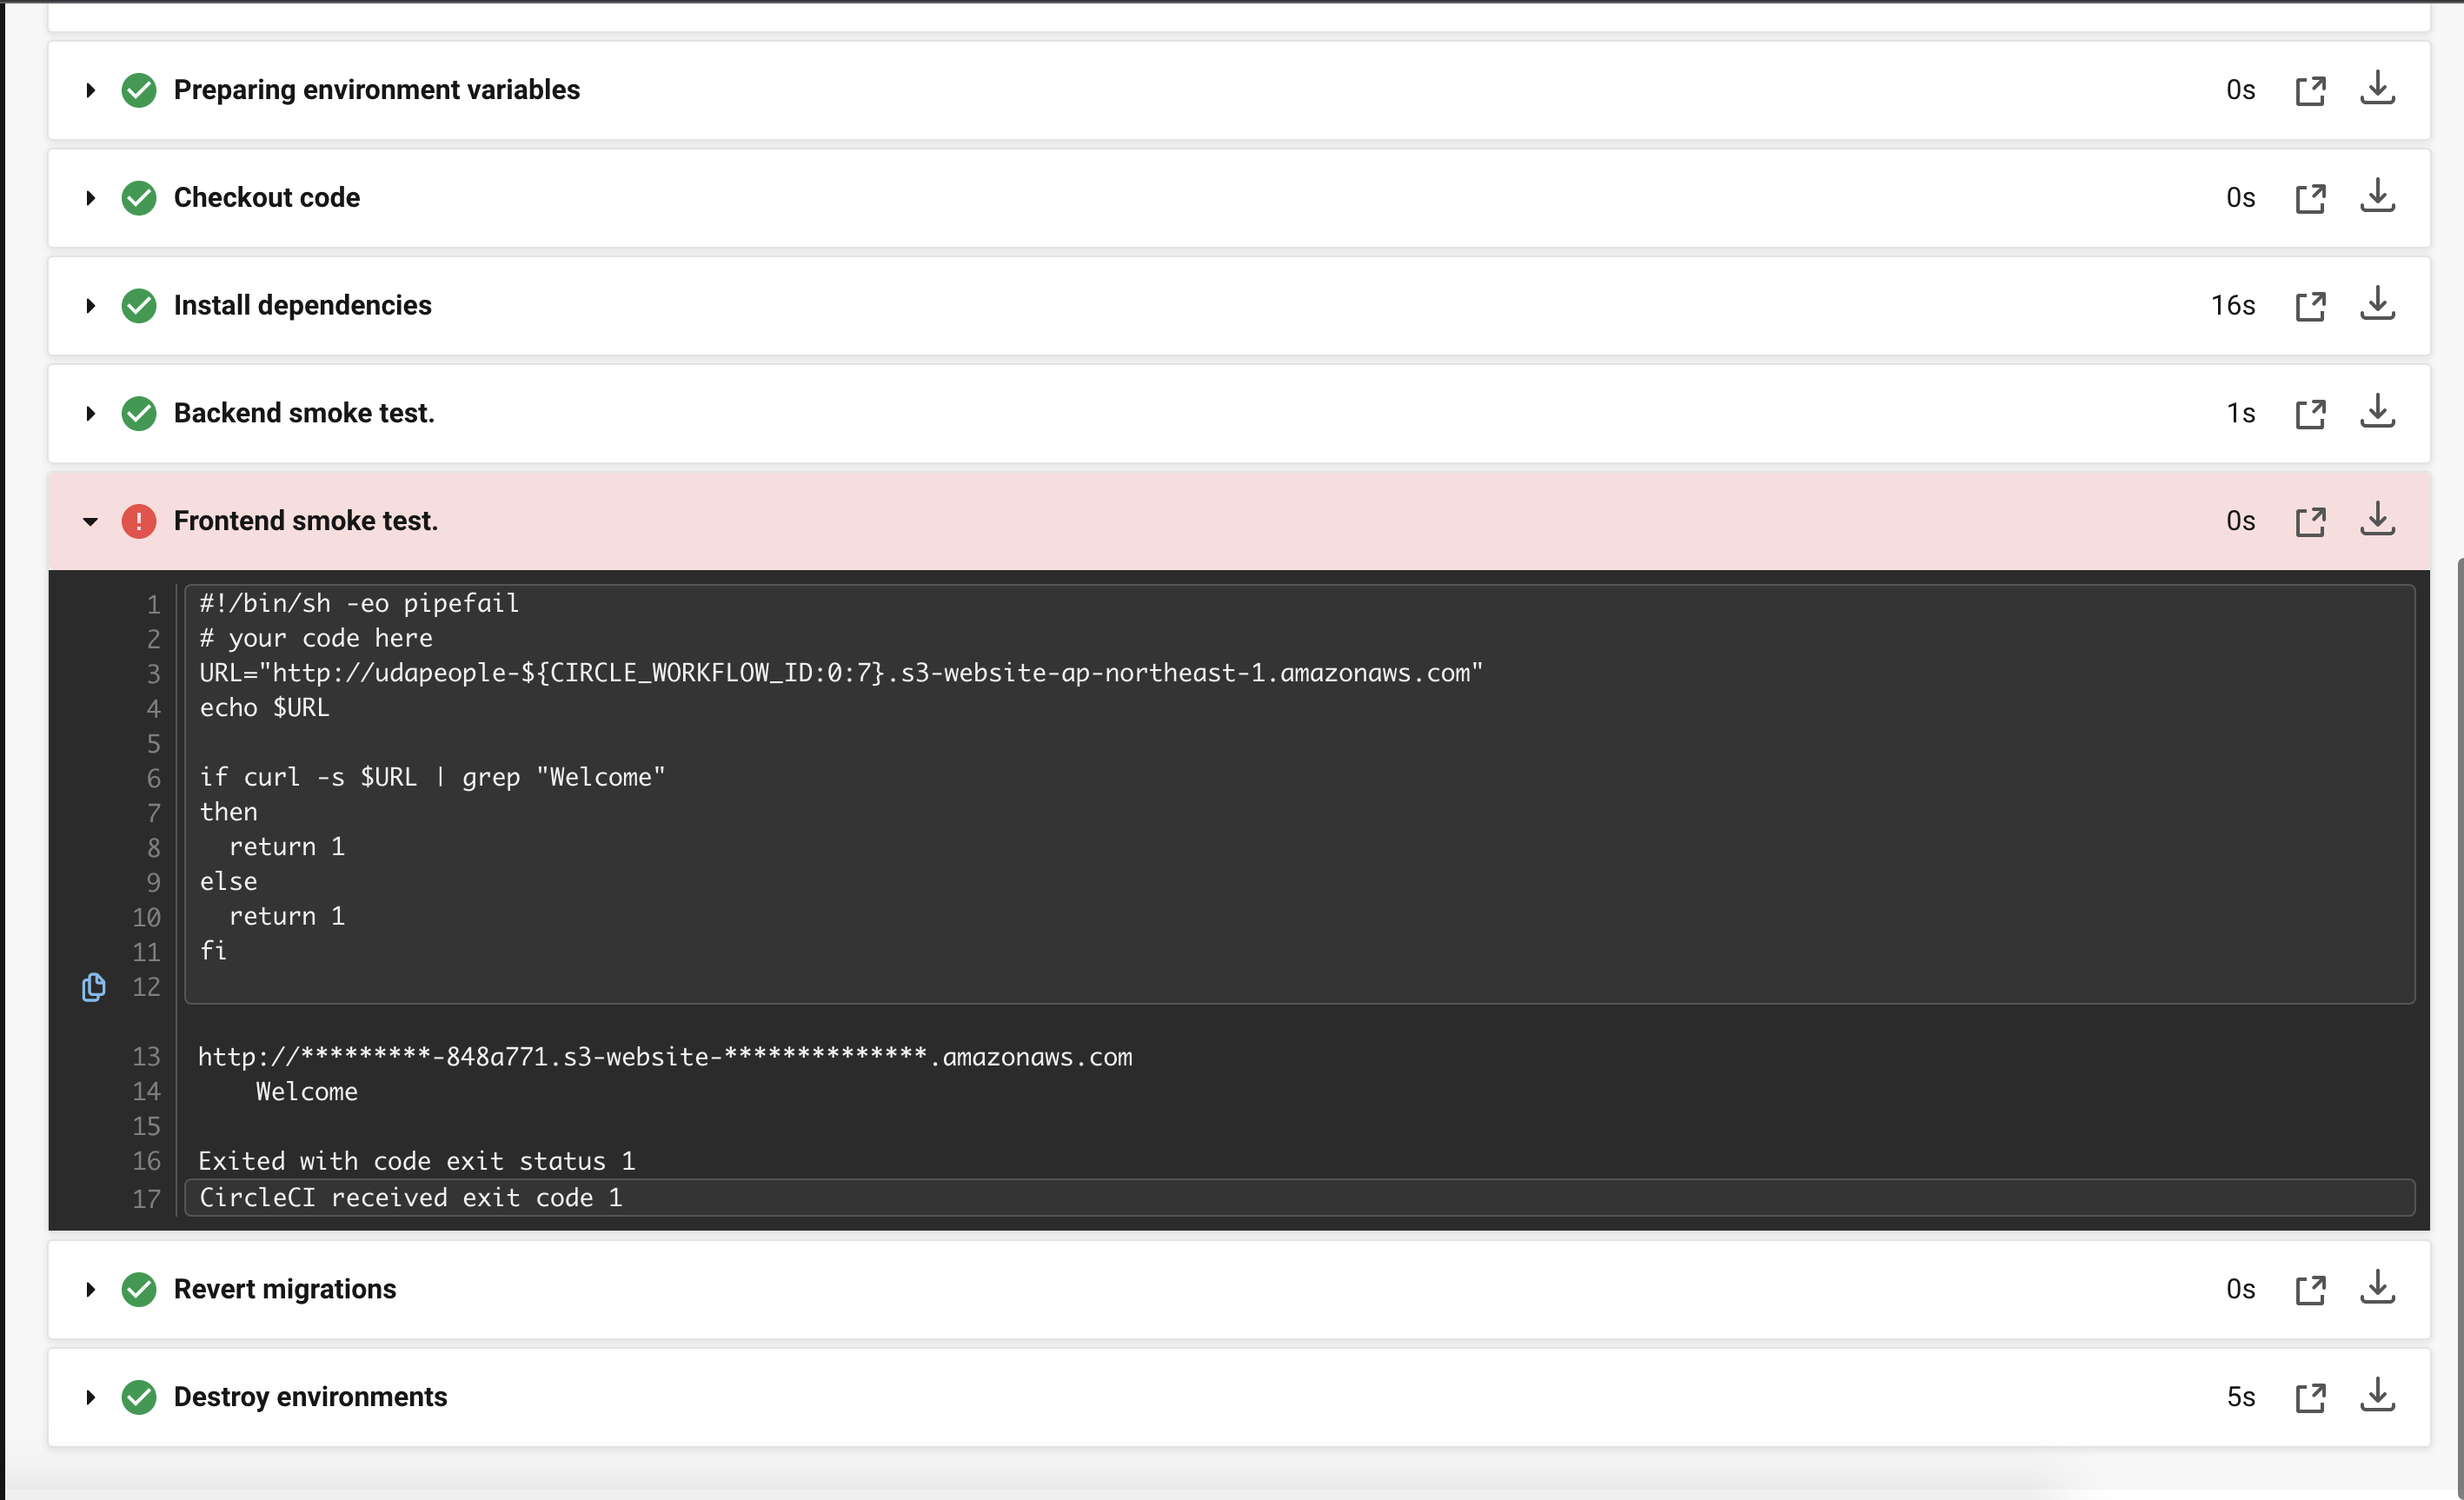 Preparing environment variables 0s
Checkout code 0s
Install dependencies 16s
Backend smoke test. 1s
Frontend smoke test. 0s
1 #!/bin/sh -eo pipefail
2 # your code here
3 URL="http://udapeople-${CIRCLE_WORKFLOW_ID:0:7}.s3-website-ap-northeast-1.amazonaws.com"
4 echo $URL
5
6 if curl -s $URL | grep "Welcome"
7 then
8   return 1
9 else
10   return 1
11 fi
12
13 http://*********-848a771.s3-website-**************.amazonaws.com
14     Welcome
15
16 Exited with code exit status 1
17 CircleCI received exit code 1
Revert migrations 0s
Destroy environments 5s